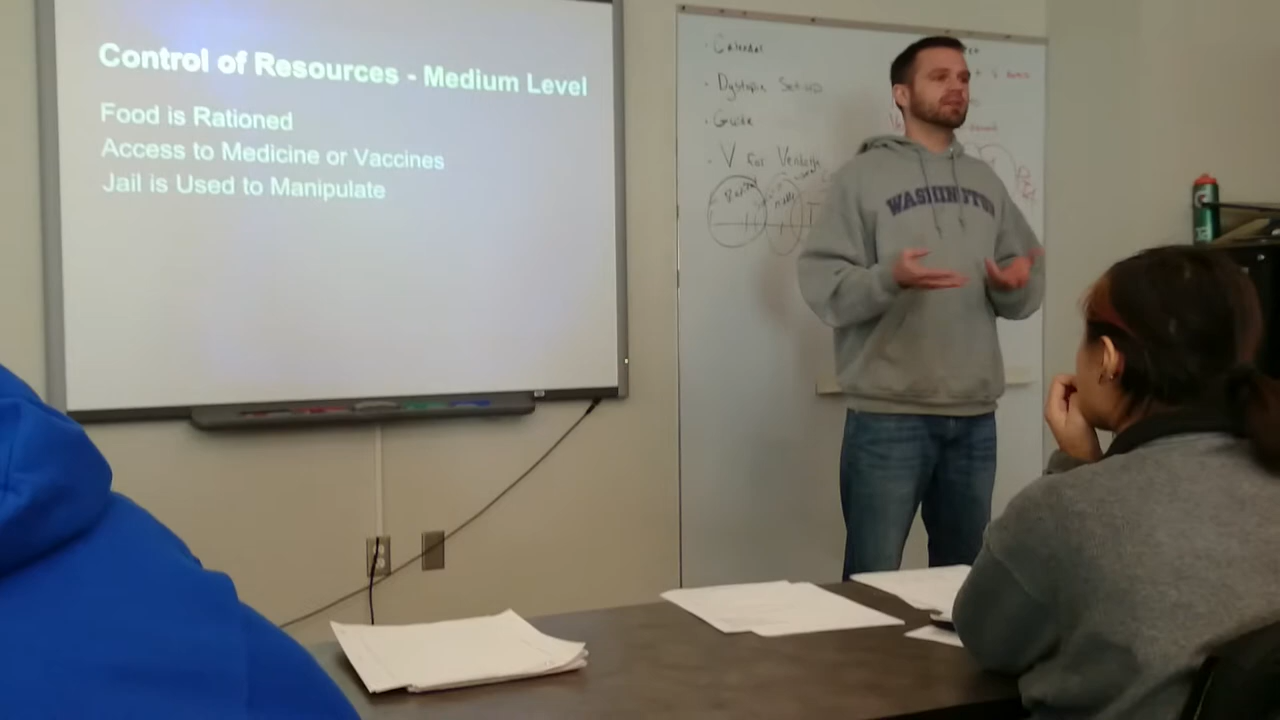 Control of Resources - Medium Level
Food is Rationed
Access to Medicine or Vaccines
Jail is Used to Manipulate
· Calendar
· Dystopia Set-up
· Guide
· V for Vendetta
WASHINGTON